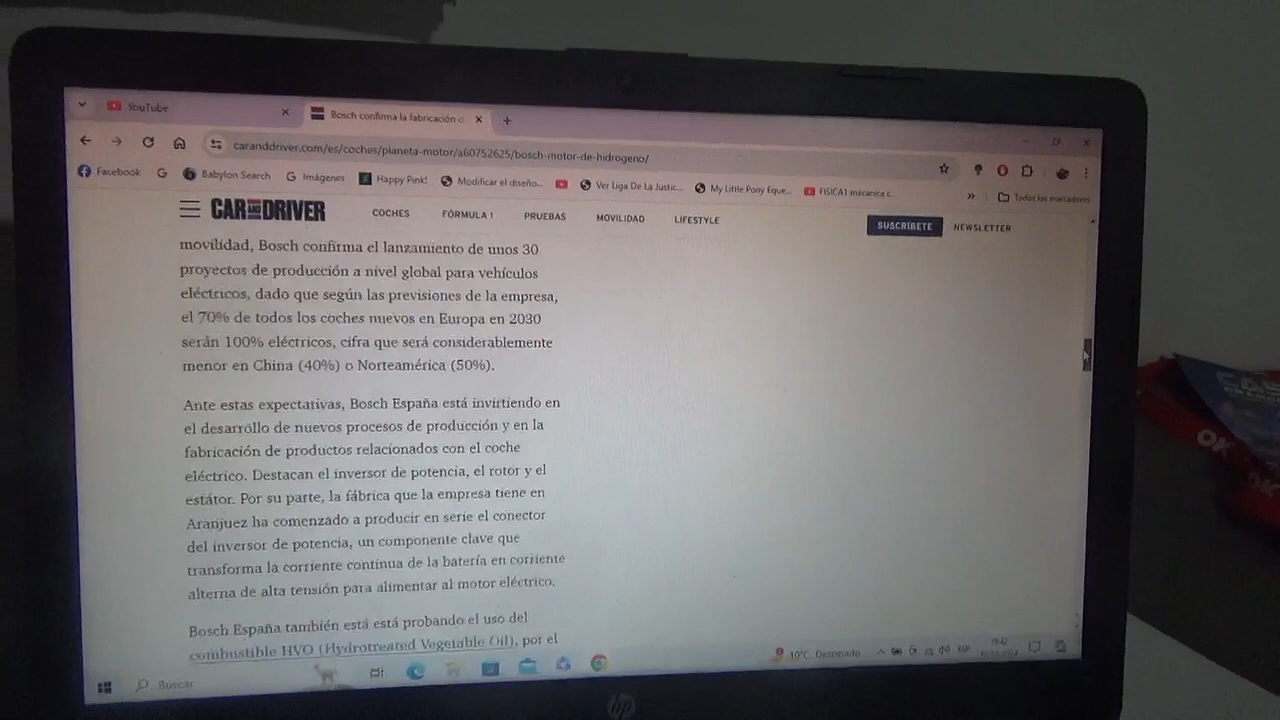 YouTube
Bosch confirma la fabricación d
caranddriver.com/es/coches/planeta-motor/a60752625/bosch-motor-de-hidrogeno/
Facebook
Babylon Search
Imágenes
Happy Pink!
Modificar el diseño...
Ver Liga De La Justic...
My Little Pony Eque...
FISICA1 mecanica c...
Todos los marcadores
CAR AND DRIVER
COCHES
FÓRMULA 1
PRUEBAS
MOVILIDAD
LIFESTYLE
SUSCRÍBETE
NEWSLETTER
movilidad, Bosch confirma el lanzamiento de unos 30
proyectos de producción a nivel global para vehículos
eléctricos, dado que según las previsiones de la empresa,
el 70% de todos los coches nuevos en Europa en 2030
serán 100% eléctricos, cifra que será considerablemente
menor en China (40%) o Norteamérica (50%).
Ante estas expectativas, Bosch España está invirtiendo en
el desarrollo de nuevos procesos de producción y en la
fabricación de productos relacionados con el coche
eléctrico. Destacan el inversor de potencia, el rotor y el
estátor. Por su parte, la fábrica que la empresa tiene en
Aranjuez ha comenzado a producir en serie el conector
del inversor de potencia, un componente clave que
transforma la corriente continua de la batería en corriente
alterna de alta tensión para alimentar al motor eléctrico.
Bosch España también está está probando el uso del
combustible HVO (Hydrotreated Vegetable Oil), por el
Buscar
10°C Despejado
ESP
18:42
hp
OK
OK